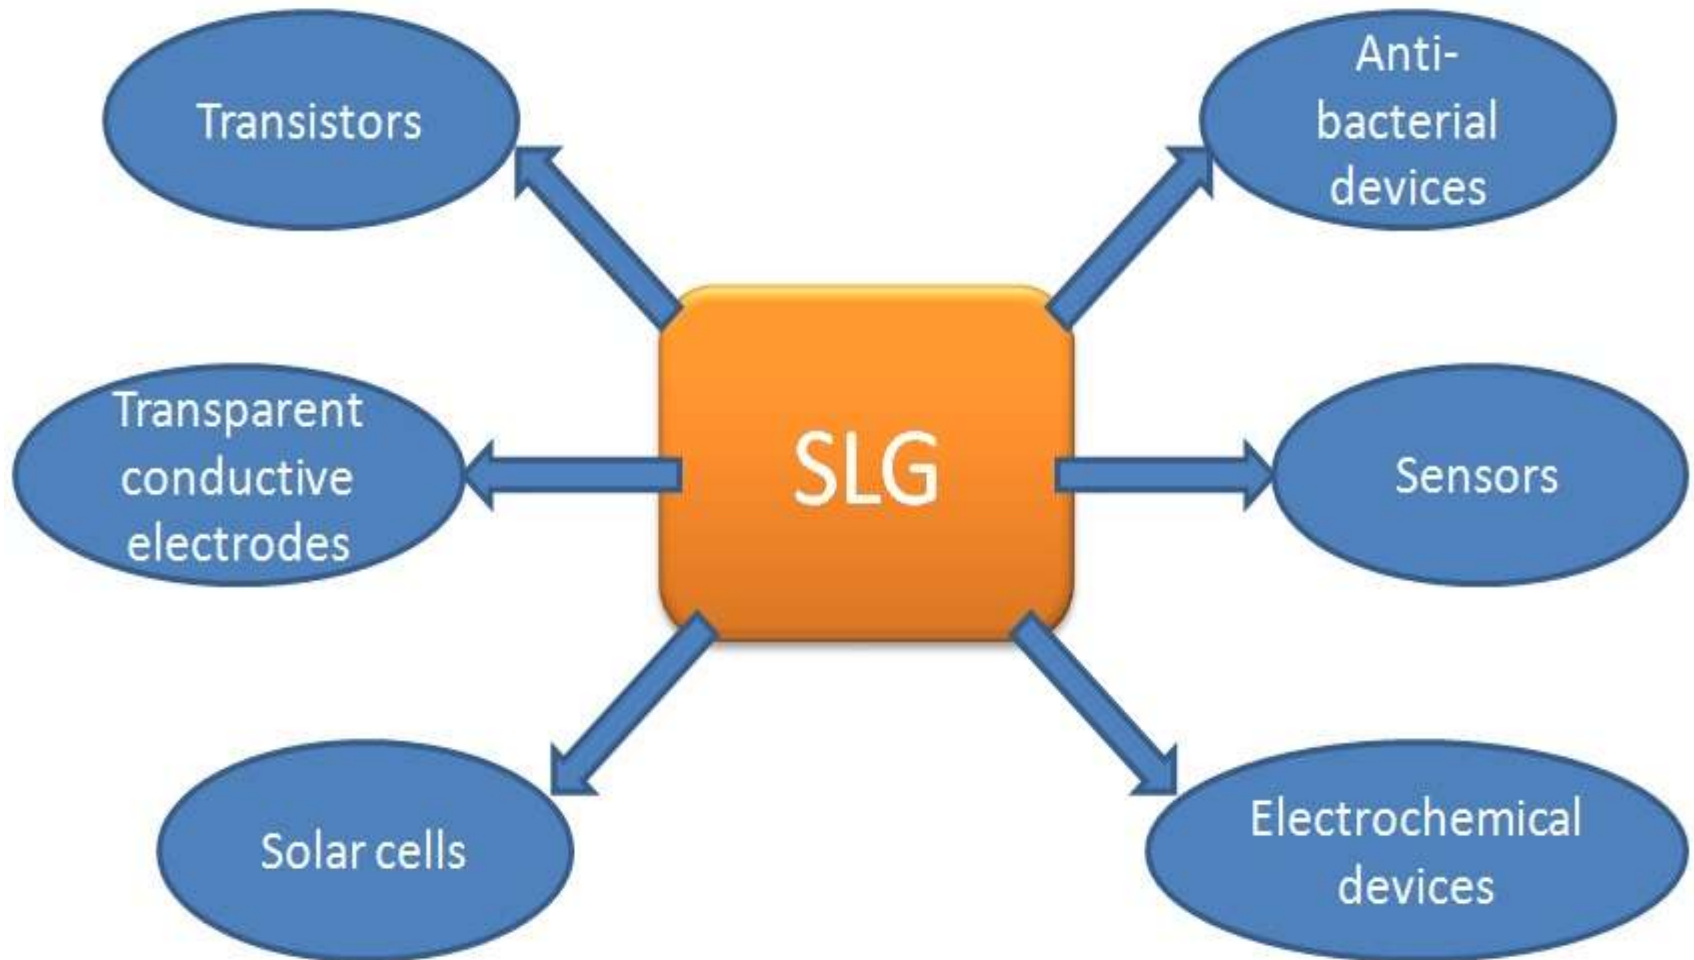 Transistors
Anti-
bacterial
devices
Transparent
conductive
electrodes
SLG
Sensors
Solar cells
Electrochemical
devices